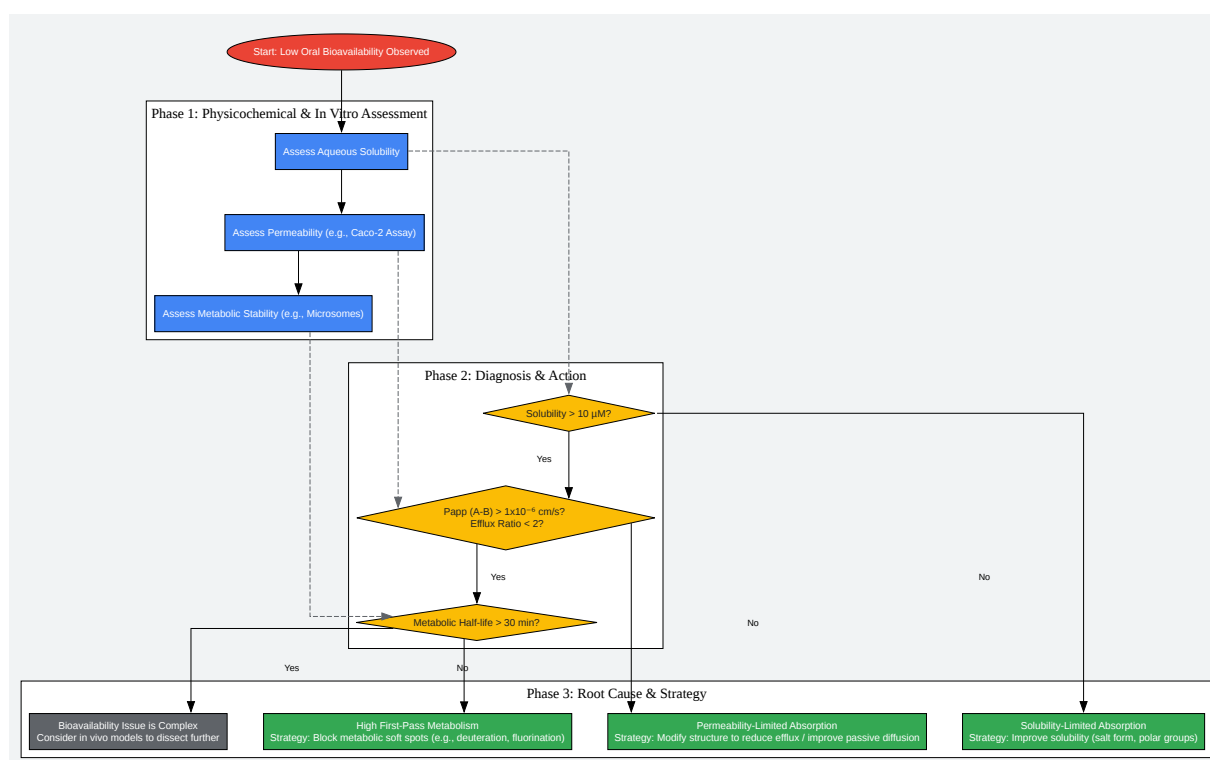 Start: Low Oral Bioavailability Observed
Phase 1: Physicochemical & In Vitro Assessment
Assess Aqueous Solubility
Assess Permeability (e.g., Caco-2 Assay)
Assess Metabolic Stability (e.g., Microsomes)
Phase 2: Diagnosis & Action
Solubility > 10 µM?
Yes
Papp (A-B) > 1x10⁻⁶ cm/s?
Efflux Ratio < 2?
Yes
No
Metabolic Half-life > 30 min?
No
Yes
No
Phase 3: Root Cause & Strategy
Bioavailability Issue is Complex
Consider in vivo models to dissect further
High First-Pass Metabolism
Strategy: Block metabolic soft spots (e.g., deuteration, fluorination)
Permeability-Limited Absorption
Strategy: Modify structure to reduce efflux / improve passive diffusion
Solubility-Limited Absorption
Strategy: Improve solubility (salt form, polar groups)